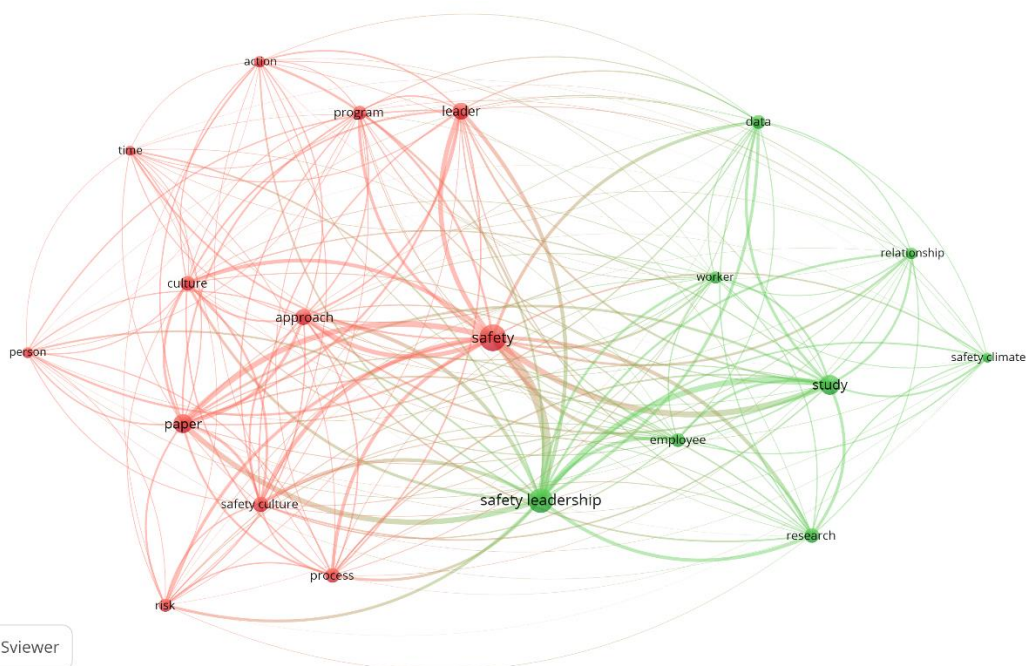 action
program
leader
data
time
relationship
worker
culture
approach
safety
person
safety climate
study
paper
employee
safety leadership
safety culture
research
process
risk
Sviewer